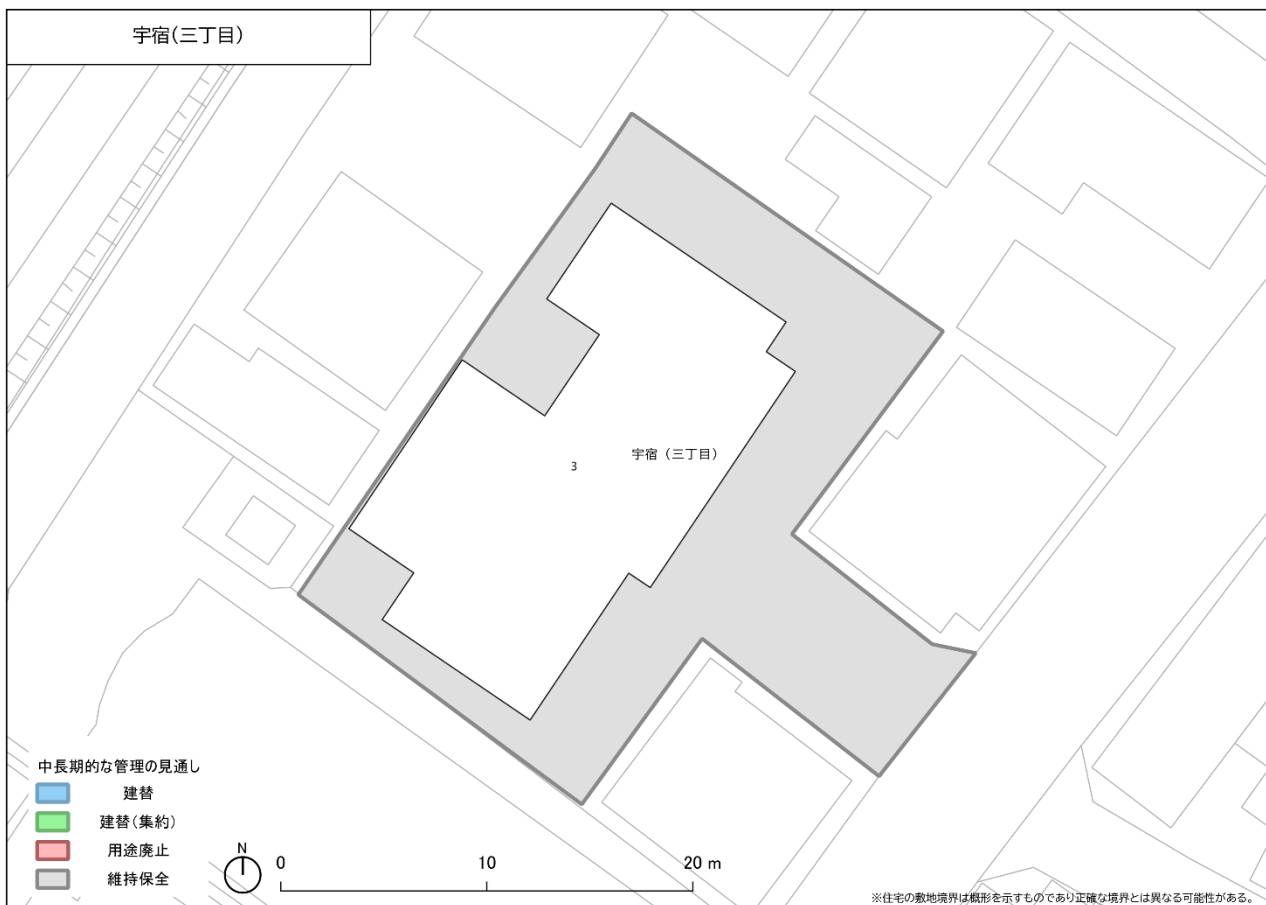 宇宿(三丁目)
宇宿（三丁目）
3
中長期的な管理の見通し
建替
建替(集約)
用途廃止
維持保全
N
0 10 20 m
※住宅の敷地境界は概形を示すものであり正確な境界とは異なる可能性がある。